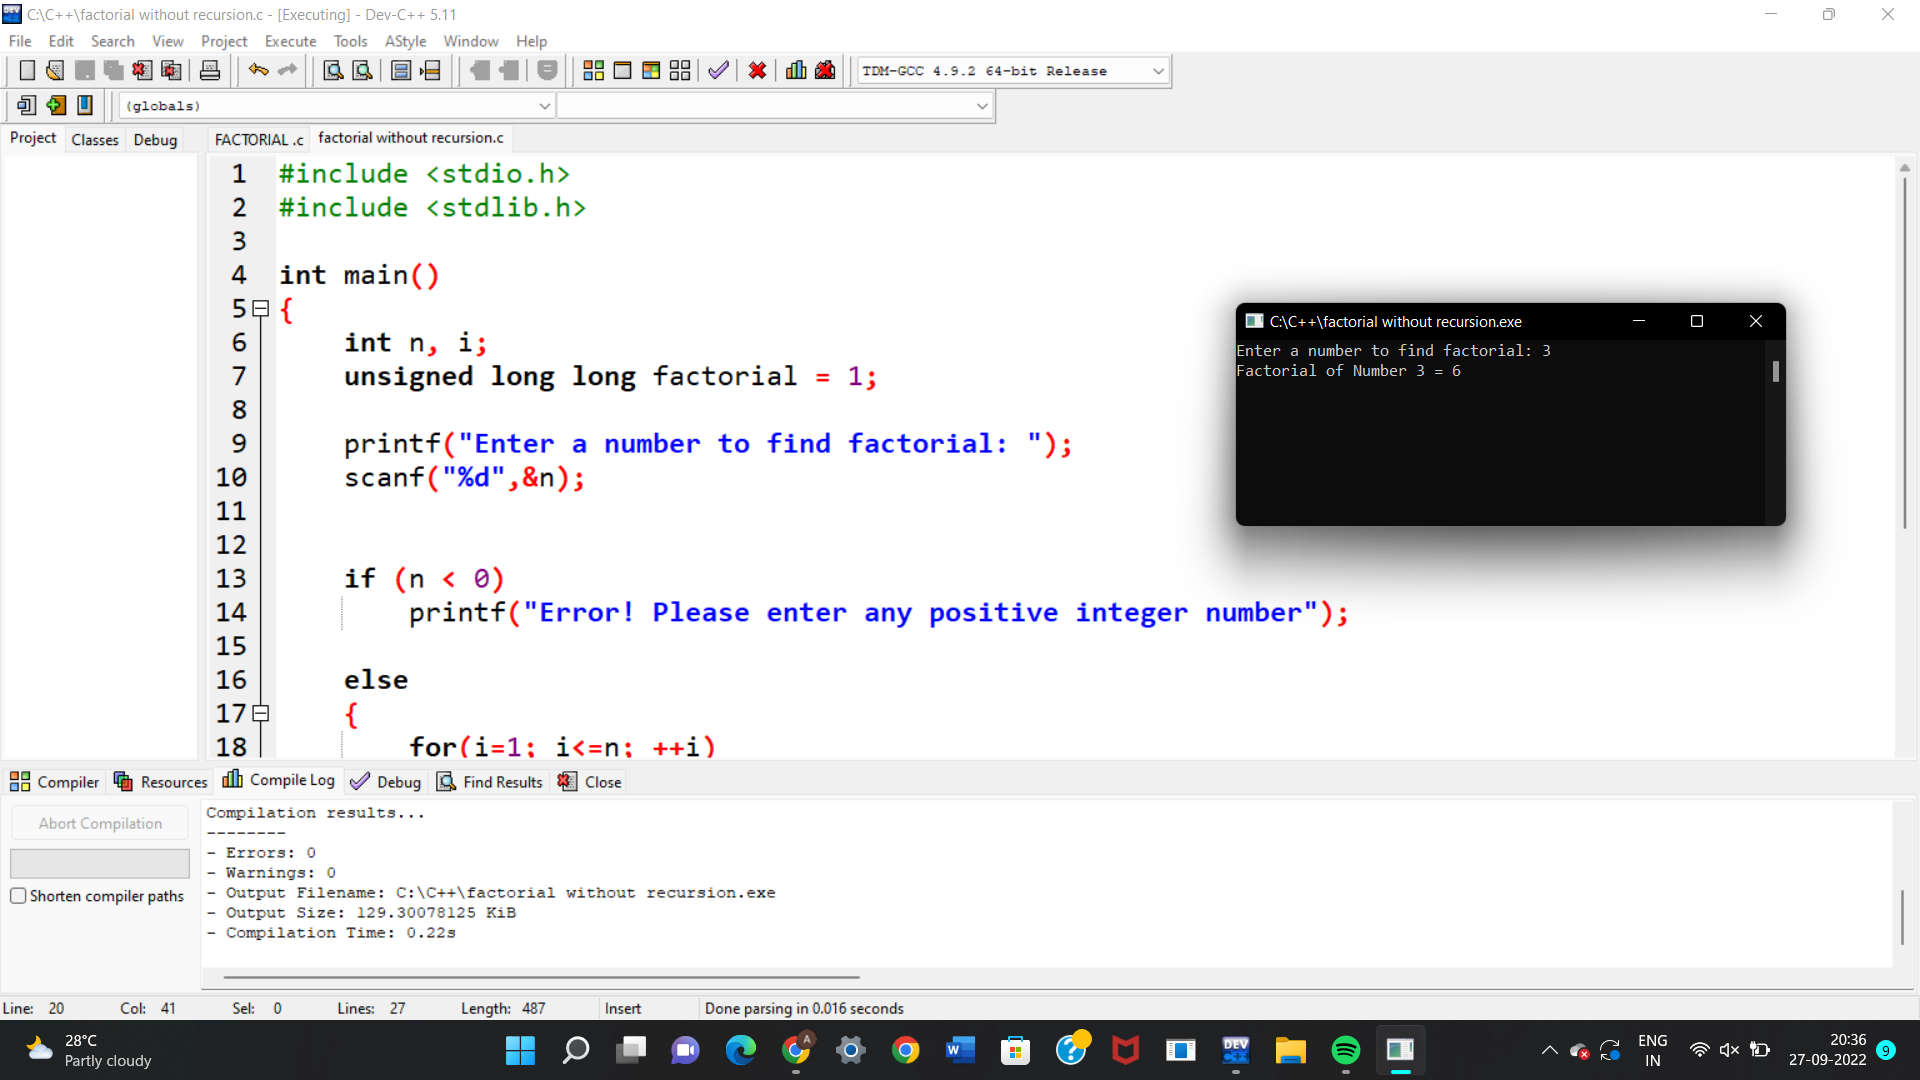 C:\C++\factorial without recursion.c - [Executing] - Dev-C++ 5.11
File Edit Search View Project Execute Tools AStyle Window Help
TDM-GCC 4.9.2 64-bit Release
(globals)
Project Classes Debug
FACTORIAL .c factorial without recursion.c
1 #include <stdio.h>
2 #include <stdlib.h>
3
4 int main()
5 {
6 int n, i;
7 unsigned long long factorial = 1;
8
9 printf("Enter a number to find factorial: ");
10 scanf("%d",&n);
11
12
13 if (n < 0)
14 printf("Error! Please enter any positive integer number");
15
16 else
17 {
18 for(i=1; i<=n; ++i)
C:\C++\factorial without recursion.exe
Enter a number to find factorial: 3
Factorial of Number 3 = 6
Compiler Resources Compile Log Debug Find Results Close
Abort Compilation
Shorten compiler paths
Compilation results...
--------
- Errors: 0
- Warnings: 0
- Output Filename: C:\C++\factorial without recursion.exe
- Output Size: 129.30078125 KiB
- Compilation Time: 0.22s
Line: 20 Col: 41 Sel: 0 Lines: 27 Length: 487 Insert Done parsing in 0.016 seconds
28°C
Partly cloudy
A
W
?
DEV
C++
ENG
IN
20:36
27-09-2022
9